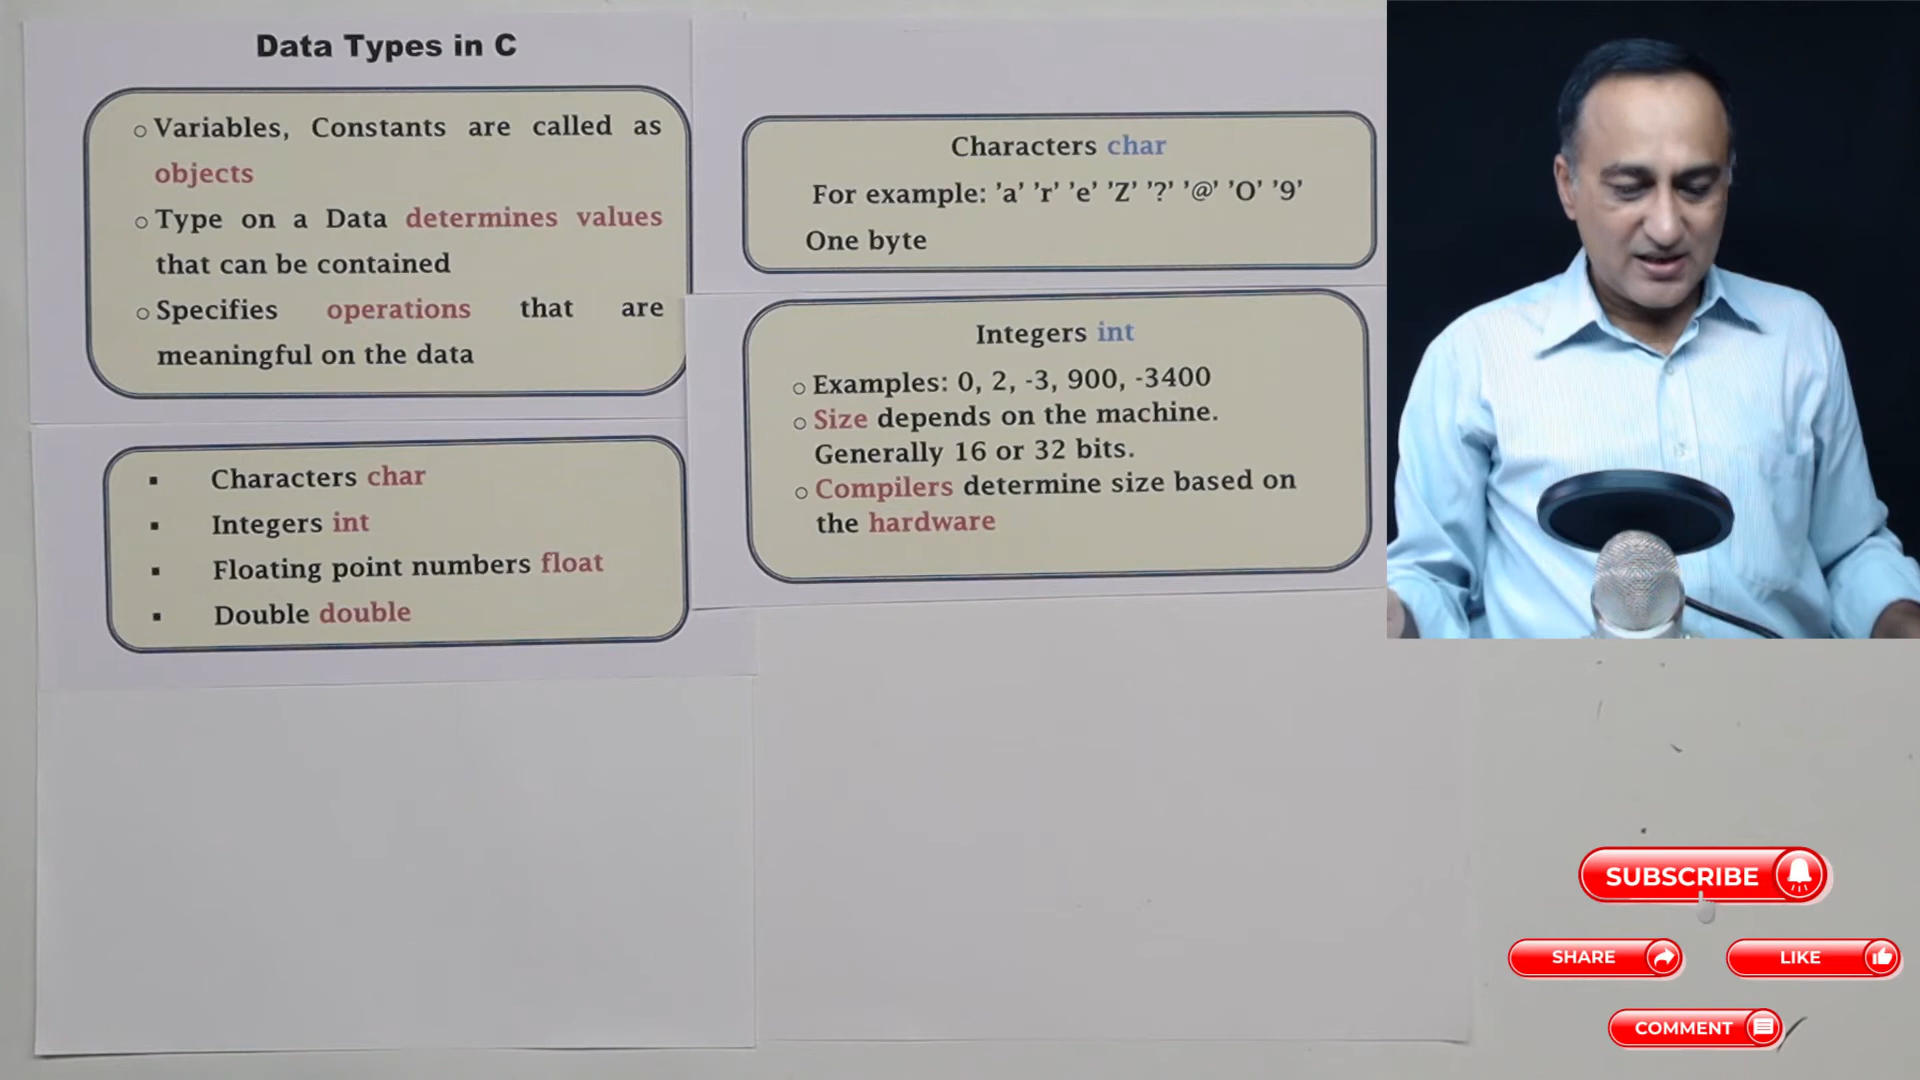 Data Types in C
Variables, Constants are called as
objects
Type on a Data determines values
that can be contained
Specifies operations that are
meaningful on the data
Characters char
Integers int
Floating point numbers float
Double double
Characters char
For example: 'a' 'r' 'e' 'Z' '?' '@' 'O' '9'
One byte
Integers int
Examples: 0, 2, -3, 900, -3400
Size depends on the machine.
Generally 16 or 32 bits.
Compilers determine size based on
the hardware
SUBSCRIBE
SHARE
LIKE
COMMENT